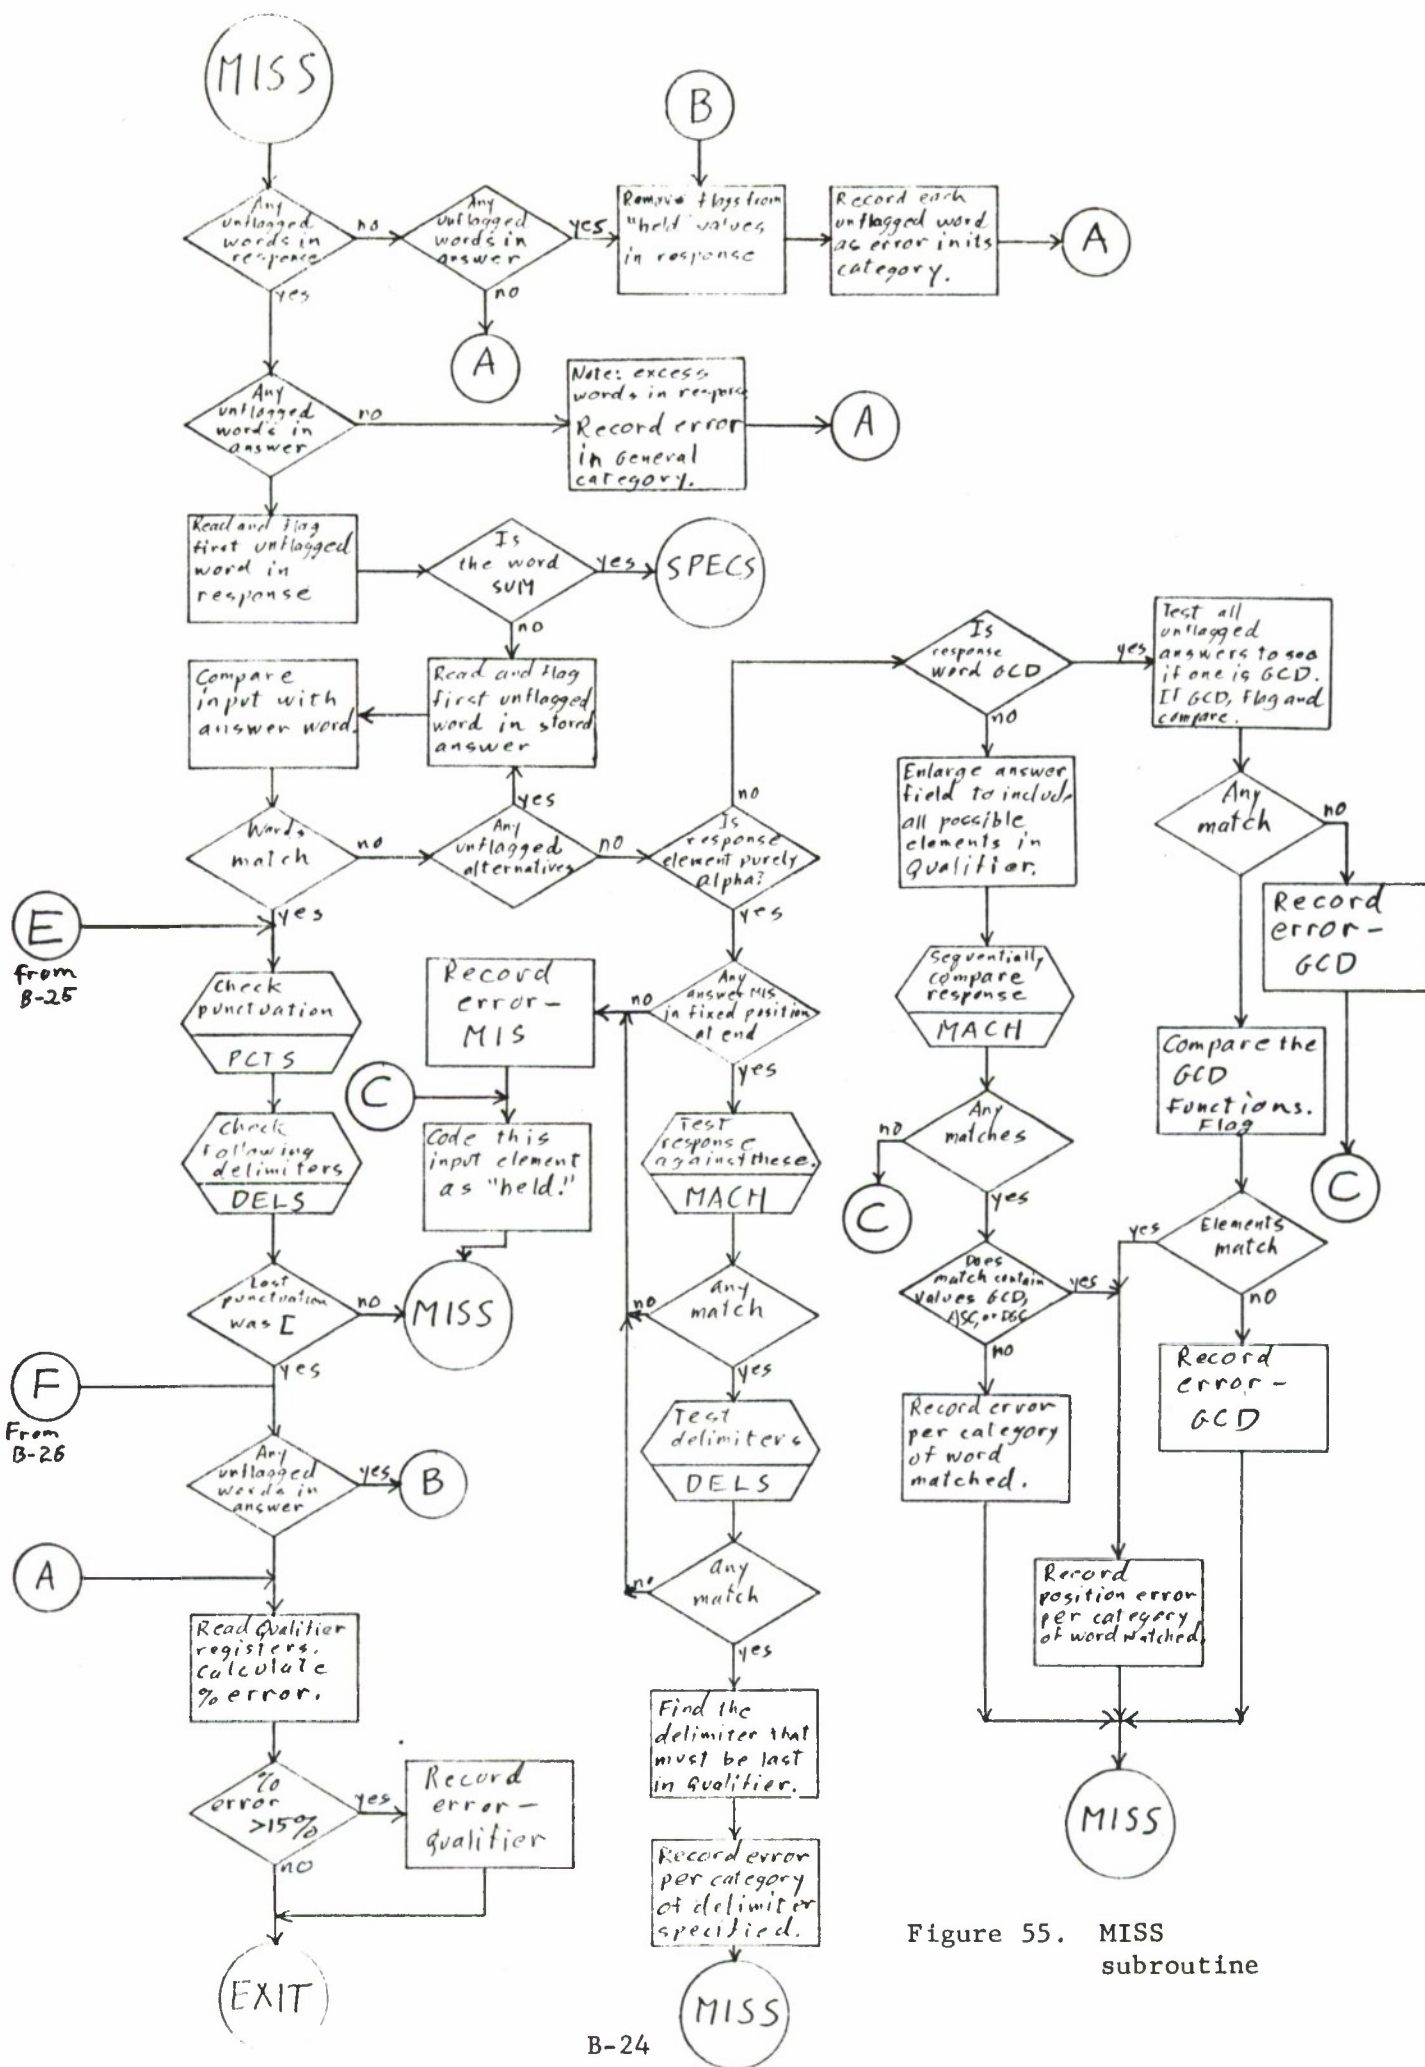 MISS
B
Any
unflagged
words in
response
no
yes
Any
unflagged
words in
answer
yes
no
Remove flags from
"held" values
in response
Record each
unflagged word
as error in its
category.
A
A
Any
unflagged
words in
answer
no
Note: excess
words in response
Record error
in General
category.
A
Read and flag
first unflagged
word in
response
Is
the word
SUM
yes
no
SPECS
Compare
input with
answer word.
Read and flag
first unflagged
word in stored
answer
Words
match
no
yes
Any
unflagged
alternatives
yes
no
Is
response
element purely
alpha?
no
yes
Is
response
word GCD
yes
no
Test all
unflagged
answers to see
if one is GCD.
If GCD, flag and
compare.
Enlarge answer
field to include
all possible
elements in
Qualifier.
Any
match
no
Record
error-
GCD
E
from
B-25
Check
punctuation
PCTS
Record
error-
MIS
no
Any
answer MIS
in fixed position
at end
yes
Sequentially
compare
response
MACH
Compare the
GCD
Functions.
Flag
C
C
Check
Following
delimiters
DELS
Code this
input element
as "held."
Test
response
against these.
MACH
Any
matches
no
yes
C
Elements
match
yes
no
Last
punctuation
was [
no
yes
MISS
any
match
no
yes
Does
match contain
values GCD,
ASC, or DSC
yes
no
Record
error-
GCD
F
From
B-26
Test
delimiters
DELS
Record error
per category
of word
matched.
Any
unflagged
words in
answer
yes
B
A
any
match
no
yes
Record
position error
per category
of word matched.
Read Qualifier
registers.
Calculate
% error.
Find the
delimiter that
must be last
in Qualifier.
%
error
>15%
yes
no
Record
error-
Qualifier
MISS
Record error
per category
of delimiter
specified.
EXIT
MISS
Figure 55. MISS
subroutine
B-24